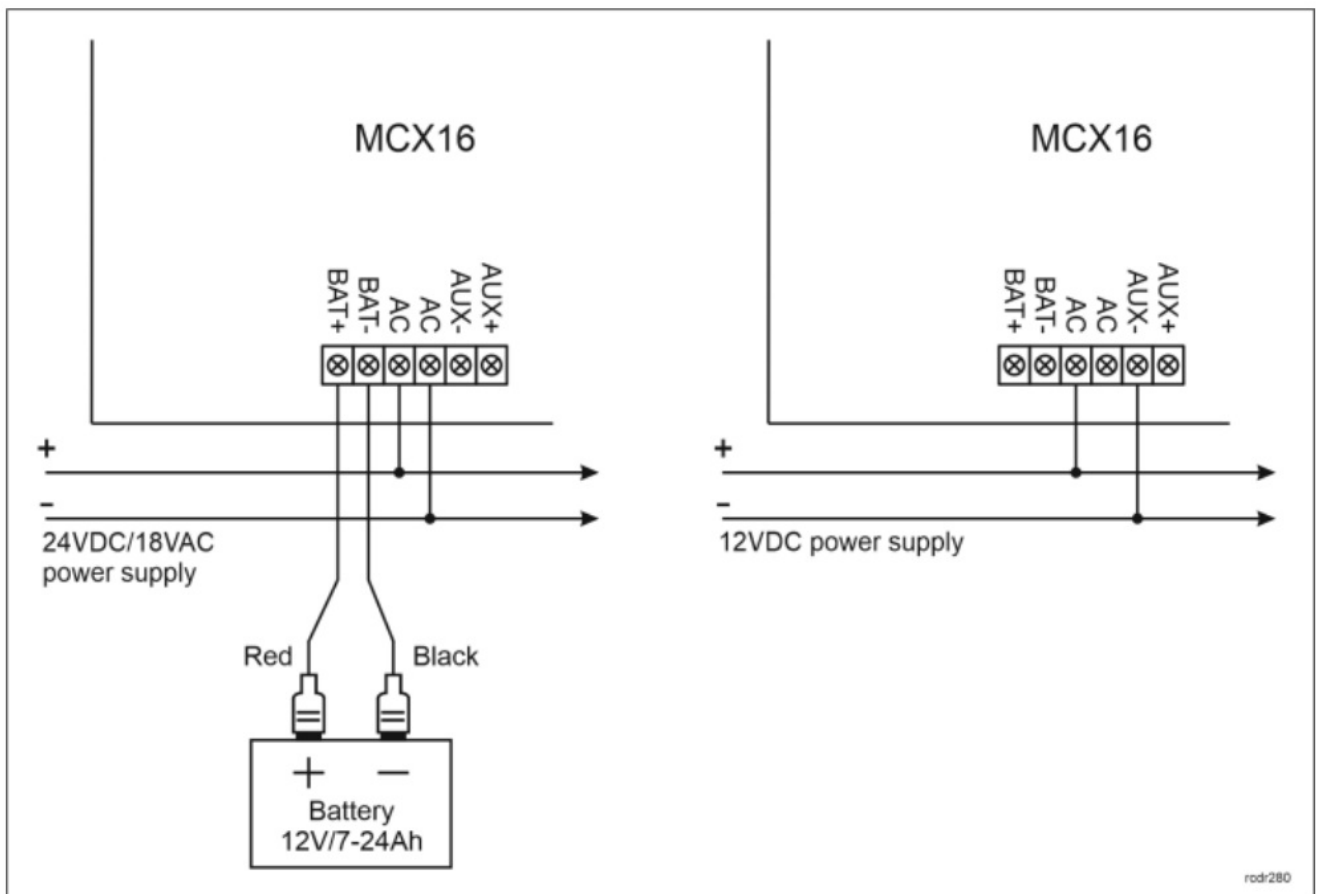 MCX16
BAT+
BAT-
AC
AC
AUX-
AUX+
+
-
24VDC/18VAC
power supply
Red
Black
+
-
Battery
12V/7-24Ah
MCX16
BAT+
BAT-
AC
AC
AUX-
AUX+
+
-
12VDC power supply
rcdr280